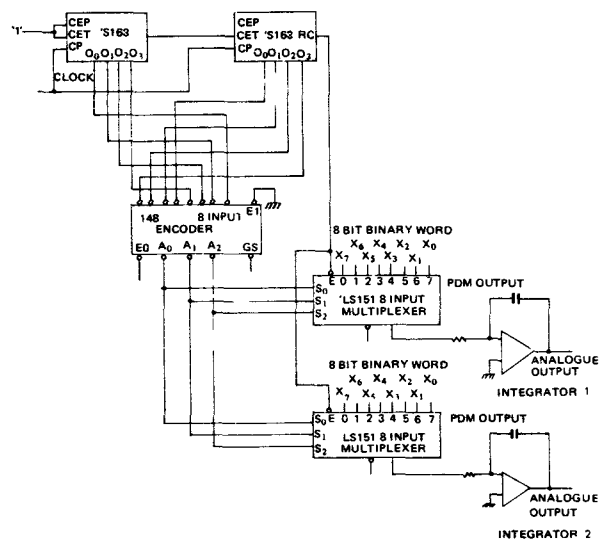 CEP
'1'
CET 'S163
CP O0 O1 O2 O3
CEP
CET 'S163 RC
CP O0 O1 O2 O3
CLOCK
148 8 INPUT E1
ENCODER
E0 A0 A1 A2 GS
8 BIT BINARY WORD
X6 X4 X2 X0
X7 X5 X3 X1
E 0 1 2 3 4 5 6 7
S0
S1
S2
'LS151 8 INPUT
MULTIPLEXER
PDM OUTPUT
ANALOGUE
OUTPUT
INTEGRATOR 1
8 BIT BINARY WORD
X6 X4 X2 X0
X7 X5 X3 X1
E 0 1 2 3 4 5 6 7
S0
S1
S2
LS151 8 INPUT
MULTIPLEXER
PDM OUTPUT
ANALOGUE
OUTPUT
INTEGRATOR 2